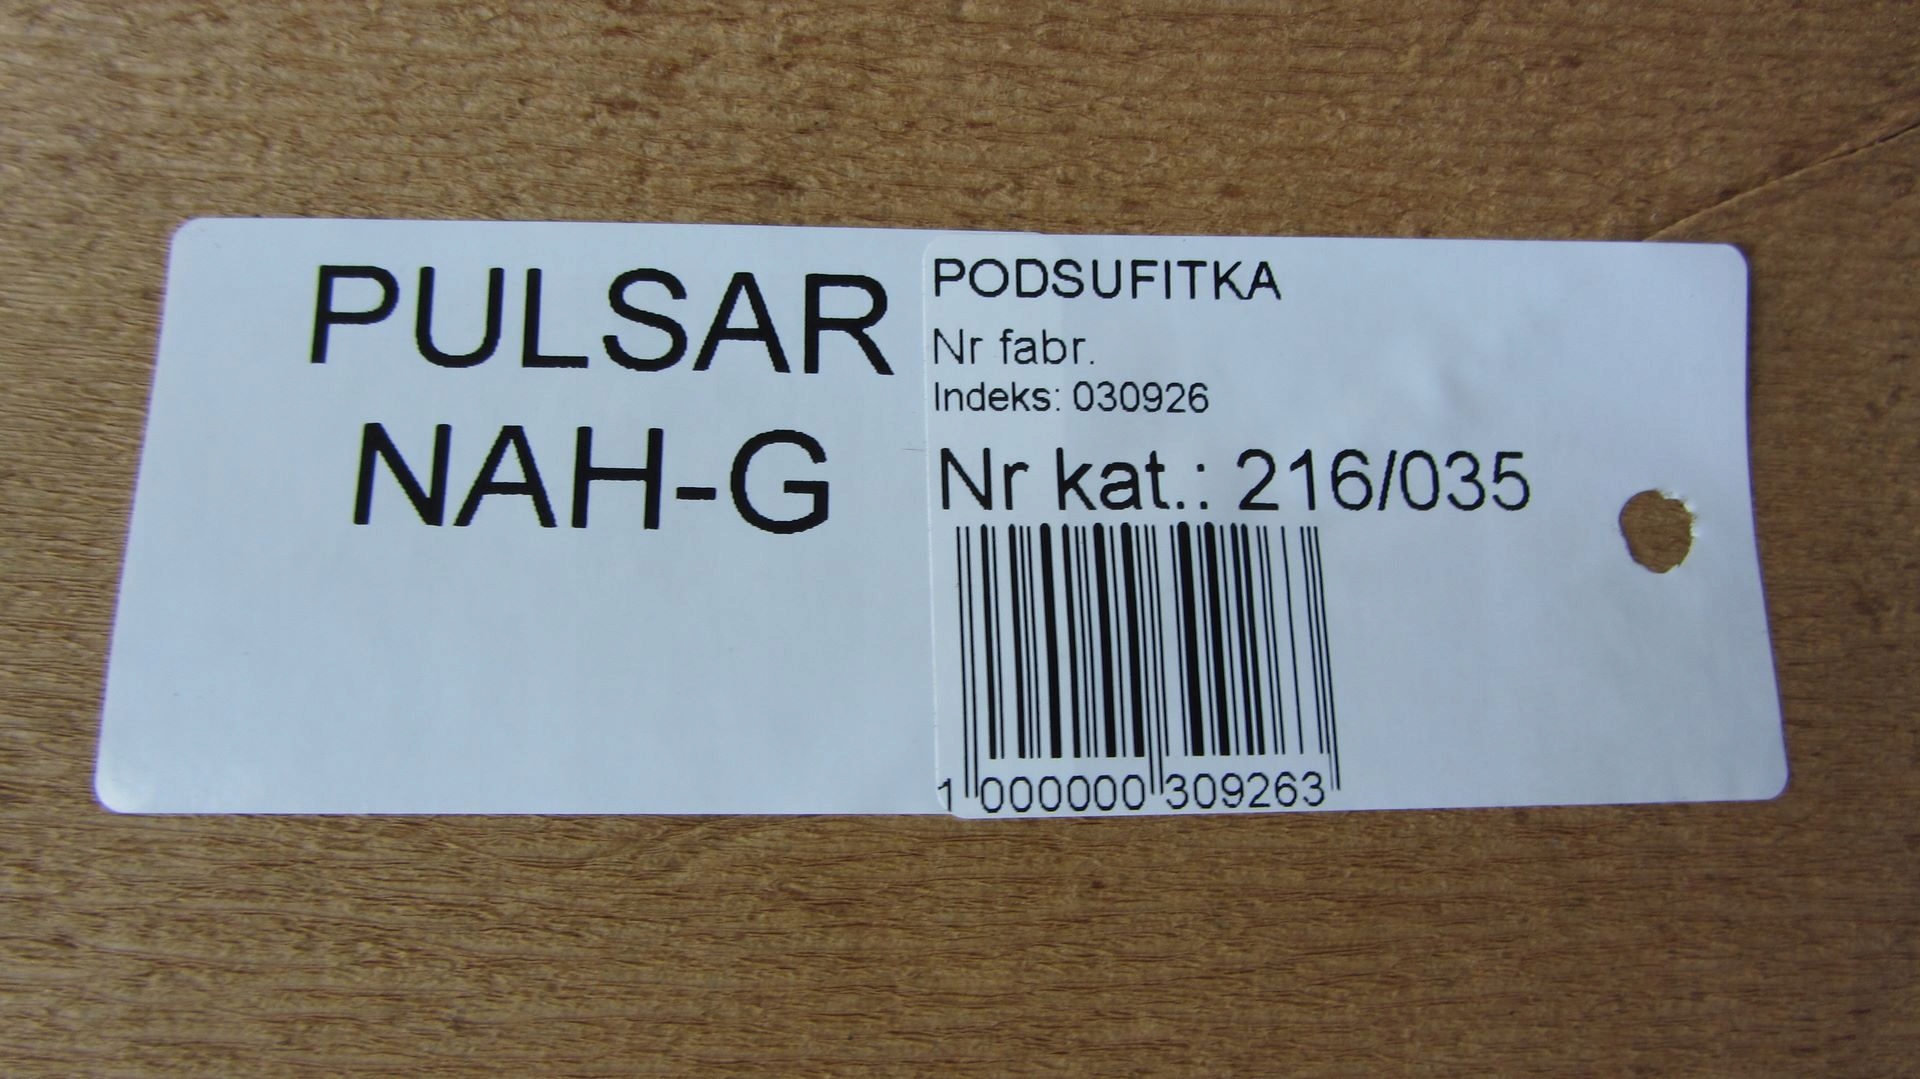 PULSAR
NAH-G
PODSUFITKA
Nr fabr.
Indeks: 030926
Nr kat.: 216/035
1 000000 309263